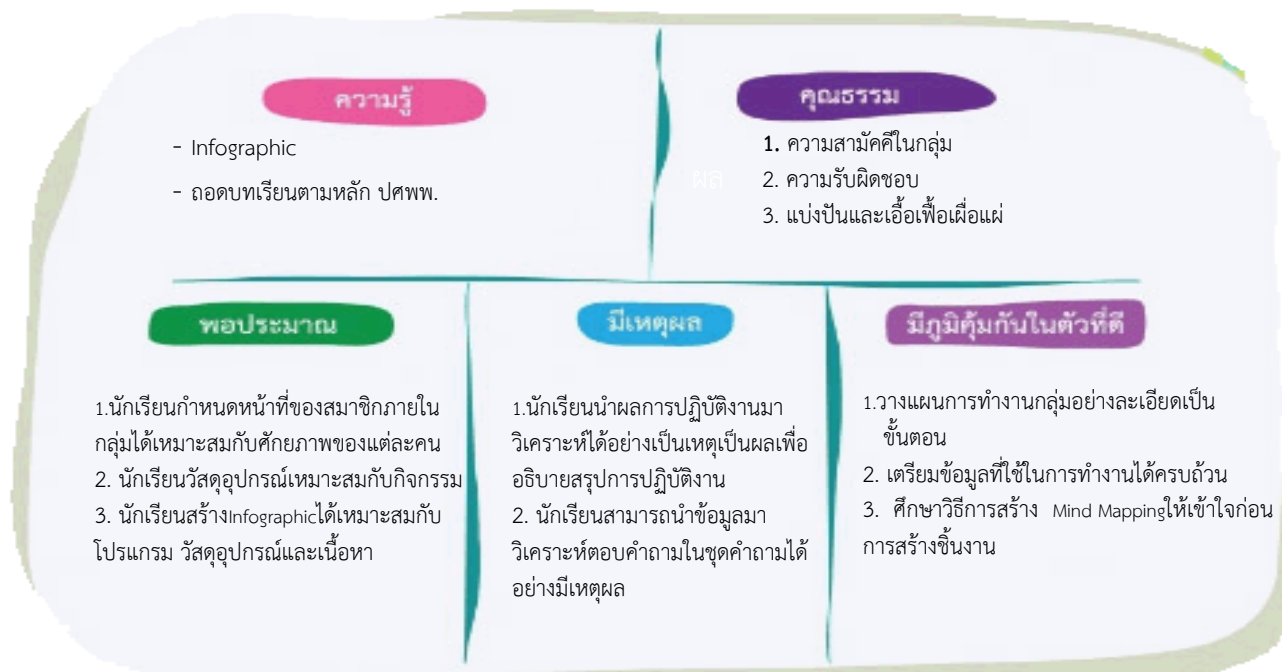 ความรู้
- Infographic
- ถอดบทเรียนตามหลัก ปศพพ.
คุณธรรม
ผล
1. ความสามัคคีในกลุ่ม
2. ความรับผิดชอบ
3. แบ่งปันและเอื้อเฟื้อเผื่อแผ่
พอประมาณ
1.นักเรียนกำหนดหน้าที่ของสมาชิกภายใน
กลุ่มได้เหมาะสมกับศักยภาพของแต่ละคน
2. นักเรียนวัสดุอุปกรณ์เหมาะสมกับกิจกรรม
3. นักเรียนสร้างInfographicได้เหมาะสมกับ
โปรแกรม วัสดุอุปกรณ์และเนื้อหา
มีเหตุผล
1.นักเรียนนำผลการปฏิบัติงานมา
วิเคราะห์ได้อย่างเป็นเหตุเป็นผลเพื่อ
อธิบายสรุปการปฏิบัติงาน
2. นักเรียนสามารถนำข้อมูลมา
วิเคราะห์ตอบคำถามในชุดคำถามได้
อย่างมีเหตุผล
มีภูมิคุ้มกันในตัวที่ดี
1.วางแผนการทำงานกลุ่มอย่างละเอียดเป็น
ขั้นตอน
2. เตรียมข้อมูลที่ใช้ในการทำงานได้ครบถ้วน
3. ศึกษาวิธีการสร้าง Mind Mappingให้เข้าใจก่อน
การสร้างชิ้นงาน